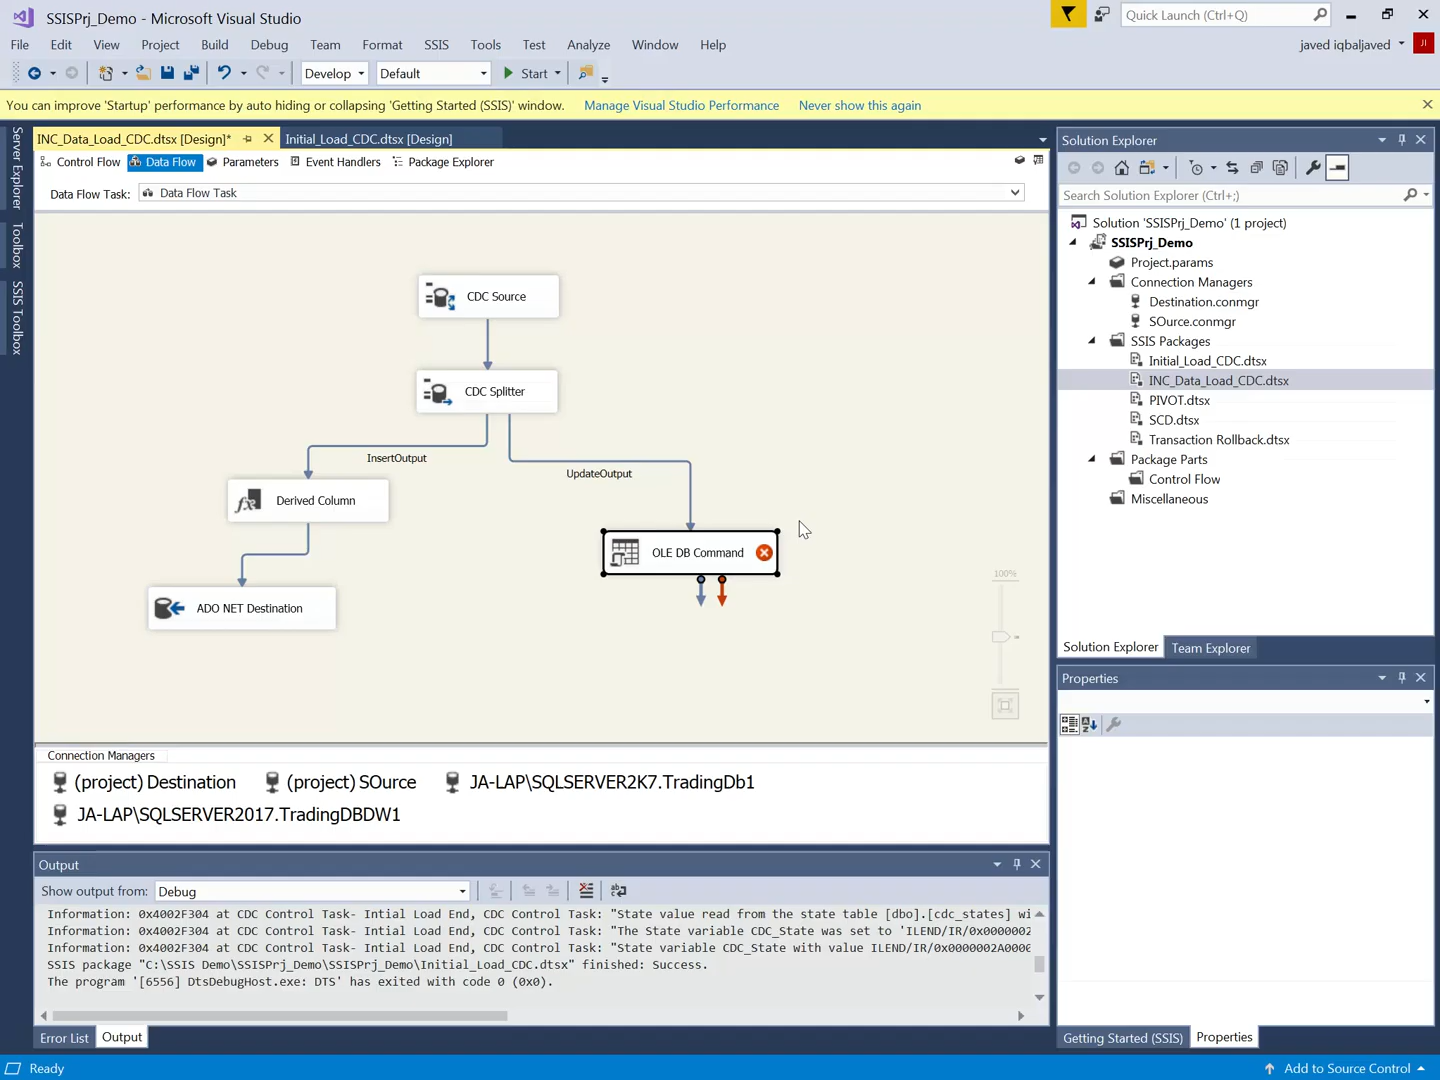 SSISPrj_Demo - Microsoft Visual Studio
Quick Launch (Ctrl+Q)
File Edit View Project Build Debug Team Format SSIS Tools Test Analyze Window Help
javed iqbaljaved
JI
Develop
Default
Start
You can improve 'Startup' performance by auto hiding or collapsing 'Getting Started (SSIS)' window. Manage Visual Studio Performance Never show this again
Server Explorer
Toolbox
SSIS Toolbox
INC_Data_Load_CDC.dtsx [Design]*
Initial_Load_CDC.dtsx [Design]
Control Flow Data Flow Parameters Event Handlers Package Explorer
Data Flow Task: Data Flow Task
CDC Source
CDC Splitter
InsertOutput
UpdateOutput
Derived Column
OLE DB Command
ADO NET Destination
100%
Connection Managers
(project) Destination (project) SOurce JA-LAP\SQLSERVER2K7.TradingDb1
JA-LAP\SQLSERVER2017.TradingDBDW1
Output
Show output from: Debug
Information: 0x4002F304 at CDC Control Task- Intial Load End, CDC Control Task: "State value read from the state table [dbo].[cdc_states] wi
Information: 0x4002F304 at CDC Control Task- Intial Load End, CDC Control Task: "The State variable CDC_State was set to 'ILEND/IR/0x0000002
Information: 0x4002F304 at CDC Control Task- Intial Load End, CDC Control Task: "State variable CDC_State with value ILEND/IR/0x0000002A0000
SSIS package "C:\SSIS Demo\SSISPrj_Demo\SSISPrj_Demo\Initial_Load_CDC.dtsx" finished: Success.
The program '[6556] DtsDebugHost.exe: DTS' has exited with code 0 (0x0).
Error List Output
Solution Explorer
Search Solution Explorer (Ctrl+;)
Solution 'SSISPrj_Demo' (1 project)
SSISPrj_Demo
Project.params
Connection Managers
Destination.conmgr
SOurce.conmgr
SSIS Packages
Initial_Load_CDC.dtsx
INC_Data_Load_CDC.dtsx
PIVOT.dtsx
SCD.dtsx
Transaction Rollback.dtsx
Package Parts
Control Flow
Miscellaneous
Solution Explorer Team Explorer
Properties
Getting Started (SSIS) Properties
Ready
Add to Source Control